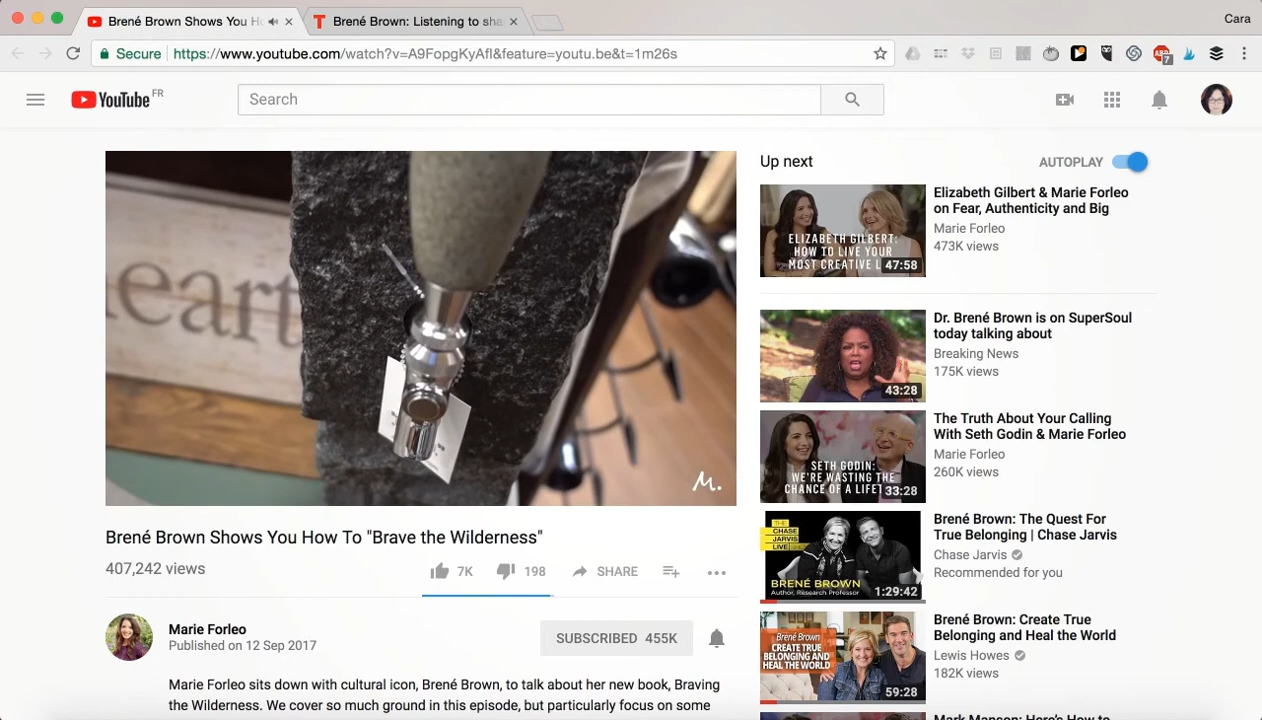 Brené Brown Shows You H
Brené Brown: Listening to sha
Cara
Secure
https://www.youtube.com/watch?v=A9FopgKyAfI&feature=youtu.be&t=1m26s
7
YouTube FR
Search
eart
M.
Up next
AUTOPLAY
ELIZABETH GILBERT:
HOW TO LIVE YOUR
MOST CREATIVE L
47:58
Elizabeth Gilbert & Marie Forleo
on Fear, Authenticity and Big
Marie Forleo
473K views
43:28
Dr. Brené Brown is on SuperSoul
today talking about
Breaking News
175K views
SETH GODIN:
WE'RE WASTING THE
CHANCE OF A LIFET
33:28
The Truth About Your Calling
With Seth Godin & Marie Forleo
Marie Forleo
260K views
THE
CHASE
JARVIS
LIVE
BRENÉ BROWN
Author, Research Professor
1:29:42
Brené Brown: The Quest For
True Belonging | Chase Jarvis
Chase Jarvis
Recommended for you
Brené Brown
CREATE TRUE
BELONGING AND
HEAL THE WORLD
59:28
Brené Brown: Create True
Belonging and Heal the World
Lewis Howes
182K views
Mark Manson: Here's How to
Brené Brown Shows You How To "Brave the Wilderness"
407,242 views
7K
198
SHARE
Marie Forleo
Published on 12 Sep 2017
SUBSCRIBED 455K
Marie Forleo sits down with cultural icon, Brené Brown, to talk about her new book, Braving
the Wilderness. We cover so much ground in this episode, but particularly focus on some